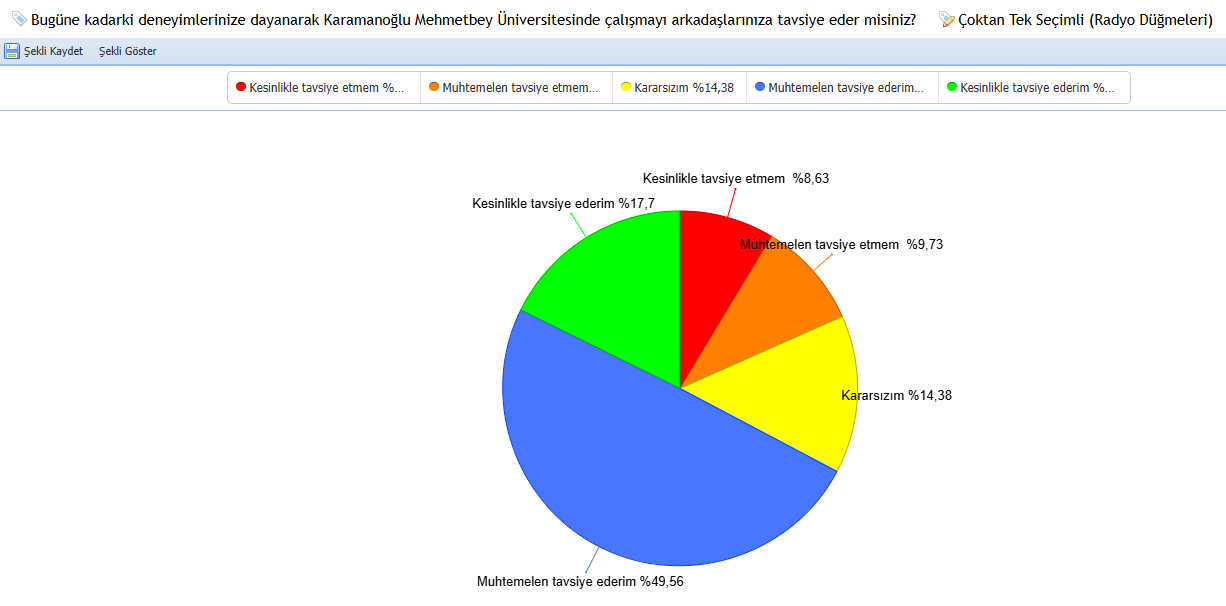 Bugüne kadarki deneyimlerinize dayanarak Karamanoğlu Mehmetbey Üniversitesinde çalışmayı arkadaşlarınıza tavsiye eder misiniz? Çoktan Tek Seçimli (Radyo Düğmeleri)
Şekli Kaydet Şekli Göster
Kesinlikle tavsiye etmem %... Muhtemelen tavsiye etmem... Kararsızım %14,38 Muhtemelen tavsiye ederim... Kesinlikle tavsiye ederim %...
Kesinlikle tavsiye etmem %8,63
Kesinlikle tavsiye ederim %17,7
Muhtemelen tavsiye etmem %9,73
Kararsızım %14,38
Muhtemelen tavsiye ederim %49,56